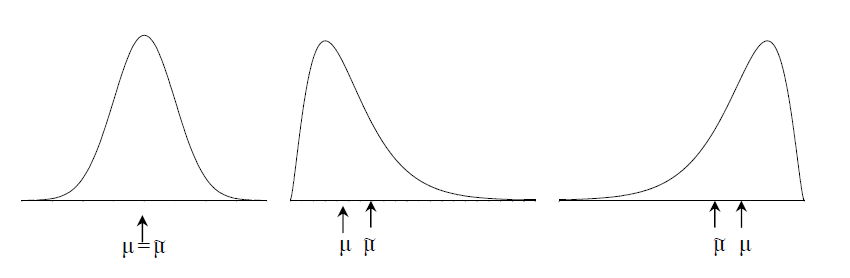 μ = μ̃
μ μ̃
μ̃ μ